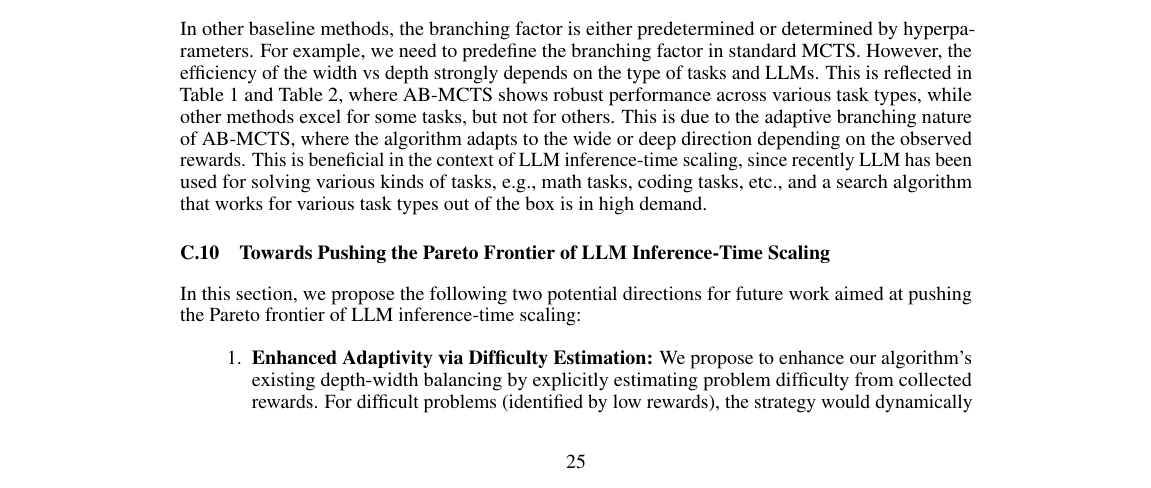 In other baseline methods, the branching factor is either predetermined or determined by hyperpa-
rameters. For example, we need to predefine the branching factor in standard MCTS. However, the
efficiency of the width vs depth strongly depends on the type of tasks and LLMs. This is reflected in
Table 1 and Table 2, where AB-MCTS shows robust performance across various task types, while
other methods excel for some tasks, but not for others. This is due to the adaptive branching nature
of AB-MCTS, where the algorithm adapts to the wide or deep direction depending on the observed
rewards. This is beneficial in the context of LLM inference-time scaling, since recently LLM has been
used for solving various kinds of tasks, e.g., math tasks, coding tasks, etc., and a search algorithm
that works for various task types out of the box is in high demand.
C.10 Towards Pushing the Pareto Frontier of LLM Inference-Time Scaling
In this section, we propose the following two potential directions for future work aimed at pushing
the Pareto frontier of LLM inference-time scaling:
1. Enhanced Adaptivity via Difficulty Estimation: We propose to enhance our algorithm's
existing depth-width balancing by explicitly estimating problem difficulty from collected
rewards. For difficult problems (identified by low rewards), the strategy would dynamically
25